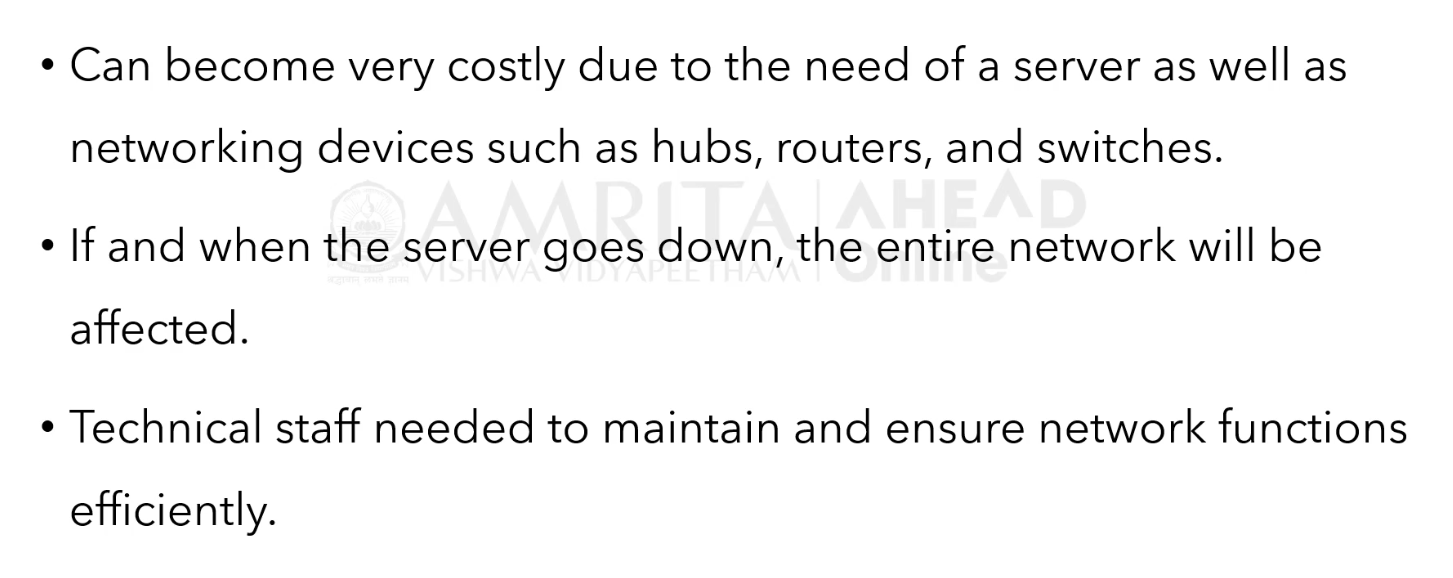 • Can become very costly due to the need of a server as well as
networking devices such as hubs, routers, and switches.
AMRITA AHEAD
• If and when the server goes down, the entire network will be
VISHWA VIDYAPEETHAM Online
affected.
• Technical staff needed to maintain and ensure network functions
efficiently.